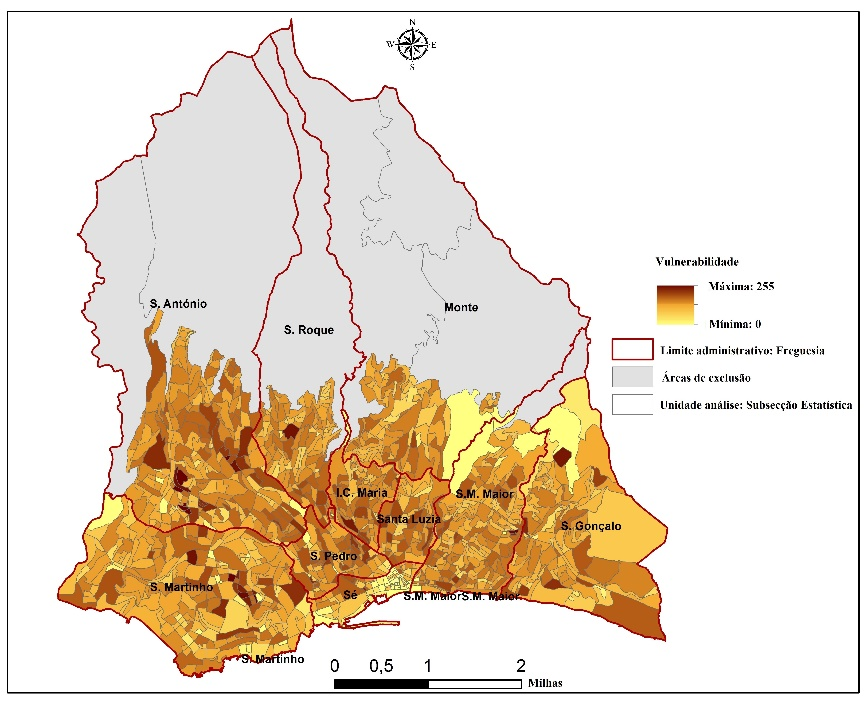 N
W E
S
Vulnerabilidade
Máxima: 255
Mínima: 0
Limite administrativo: Freguesia
Áreas de exclusão
Unidade análise: Subsecção Estatística
S. António
S. Roque
Monte
I.C. Maria
S.M. Maior
Santa Luzia
S. Gonçalo
S. Pedro
S. Martinho
Sé
S.M. Maior
S.M. Maior
S. Martinho
0 0,5 1 2
Milhas